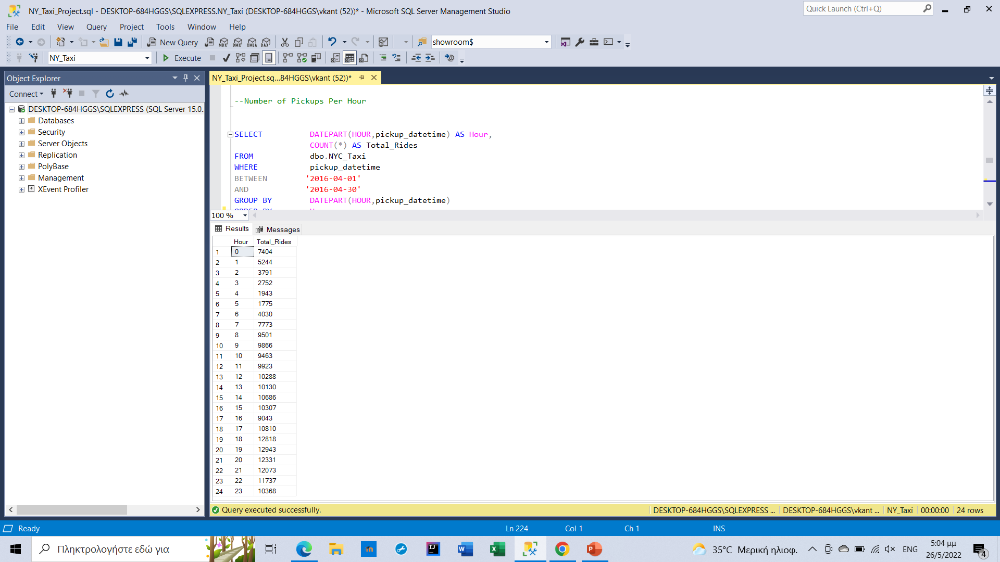 NY_Taxi_Project.sql - DESKTOP-684HGGS\SQLEXPRESS.NY_Taxi (DESKTOP-684HGGS\vkant (52))* - Microsoft SQL Server Management Studio
Quick Launch (Ctrl+Q)
File Edit View Query Project Tools Window Help
New Query MDX DMX XMLA DAX showroom$
NY_Taxi Execute
Object Explorer
NY_Taxi_Project.sq...84HGGS\vkant (52))*
Connect
DESKTOP-684HGGS\SQLEXPRESS (SQL Server 15.0.
Databases
Security
Server Objects
Replication
PolyBase
Management
XEvent Profiler
--Number of Pickups Per Hour
SELECT DATEPART(HOUR,pickup_datetime) AS Hour,
COUNT(*) AS Total_Rides
FROM dbo.NYC_Taxi
WHERE pickup_datetime
BETWEEN '2016-04-01'
AND '2016-04-30'
GROUP BY DATEPART(HOUR,pickup_datetime)
100 %
Results Messages
Hour Total_Rides
1 0 7404
2 1 5244
3 2 3791
4 3 2752
5 4 1943
6 5 1775
7 6 4030
8 7 7773
9 8 9501
10 9 9866
11 10 9463
12 11 9923
13 12 10288
14 13 10130
15 14 10686
16 15 10307
17 16 9043
18 17 10810
19 18 12818
20 19 12943
21 20 12331
22 21 12073
23 22 11737
24 23 10368
Query executed successfully. DESKTOP-684HGGS\SQLEXPRESS ... DESKTOP-684HGGS\vkant ... NY_Taxi 00:00:00 24 rows
Ready Ln 224 Col 1 Ch 1 INS
Πληκτρολογήστε εδώ για
35°C Μερική ηλιοφ. ENG
5:04 μμ
26/5/2022
4